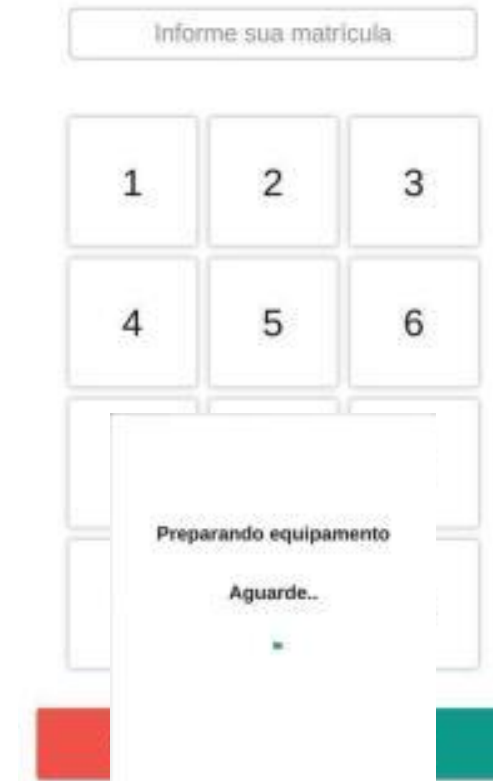 Informe sua matrícula
1 2 3
4 5 6
Preparando equipamento
Aguarde..